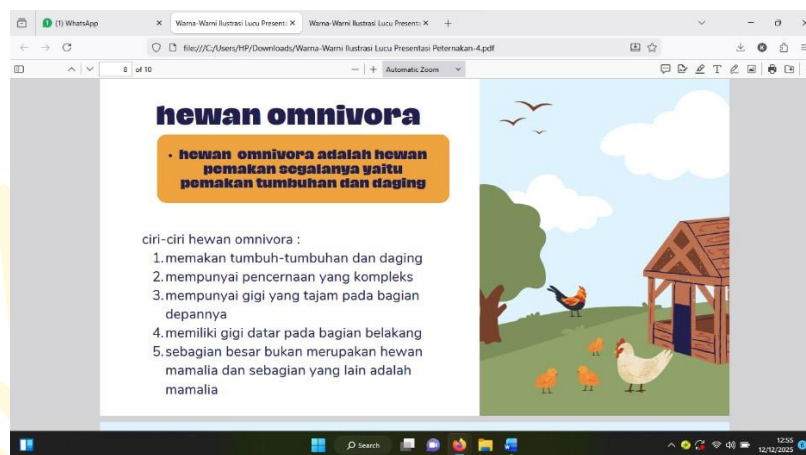 (1) WhatsApp
Warna-Warni Ilustrasi Lucu Present:
Warna-Warni Ilustrasi Lucu Present:
file:///C:/Users/HP/Downloads/Warna-Warni Ilustrasi Lucu Presentasi Peternakan-4.pdf
8 of 10
Automatic Zoom
hewan omnivora
• hewan omnivora adalah hewan
pemakan segalanya yaitu
pemakan tumbuhan dan daging
ciri-ciri hewan omnivora :
1. memakan tumbuh-tumbuhan dan daging
2. mempunyai pencernaan yang kompleks
3. mempunyai gigi yang tajam pada bagian
depannya
4. memiliki gigi datar pada bagian belakang
5. sebagian besar bukan merupakan hewan
mamalia dan sebagian yang lain adalah
mamalia
Search
12:55
12/12/2025